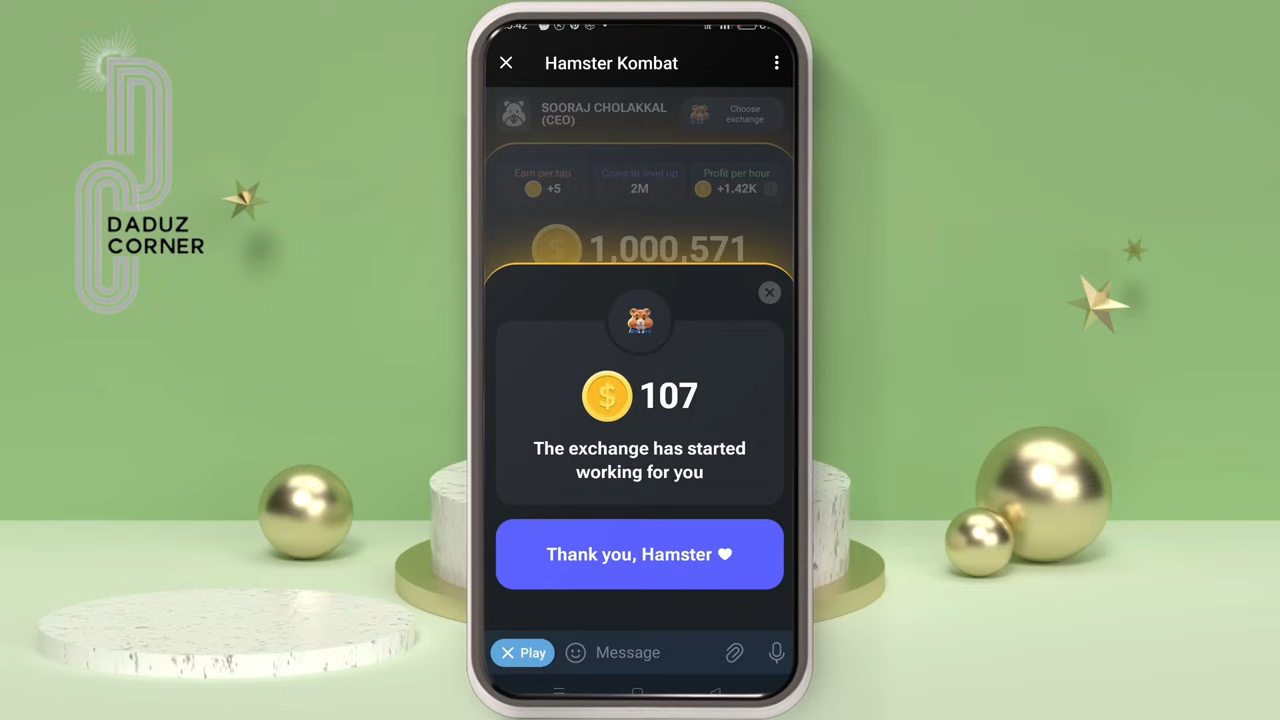 DADUZ
CORNER
Hamster Kombat
SOORAJ CHOLAKKAL
(CEO)
Choose
exchange
Earn per tap
+5
Coins to level up
2M
Profit per hour
+1.42K
1,000,571
107
The exchange has started
working for you
Thank you, Hamster
Play
Message